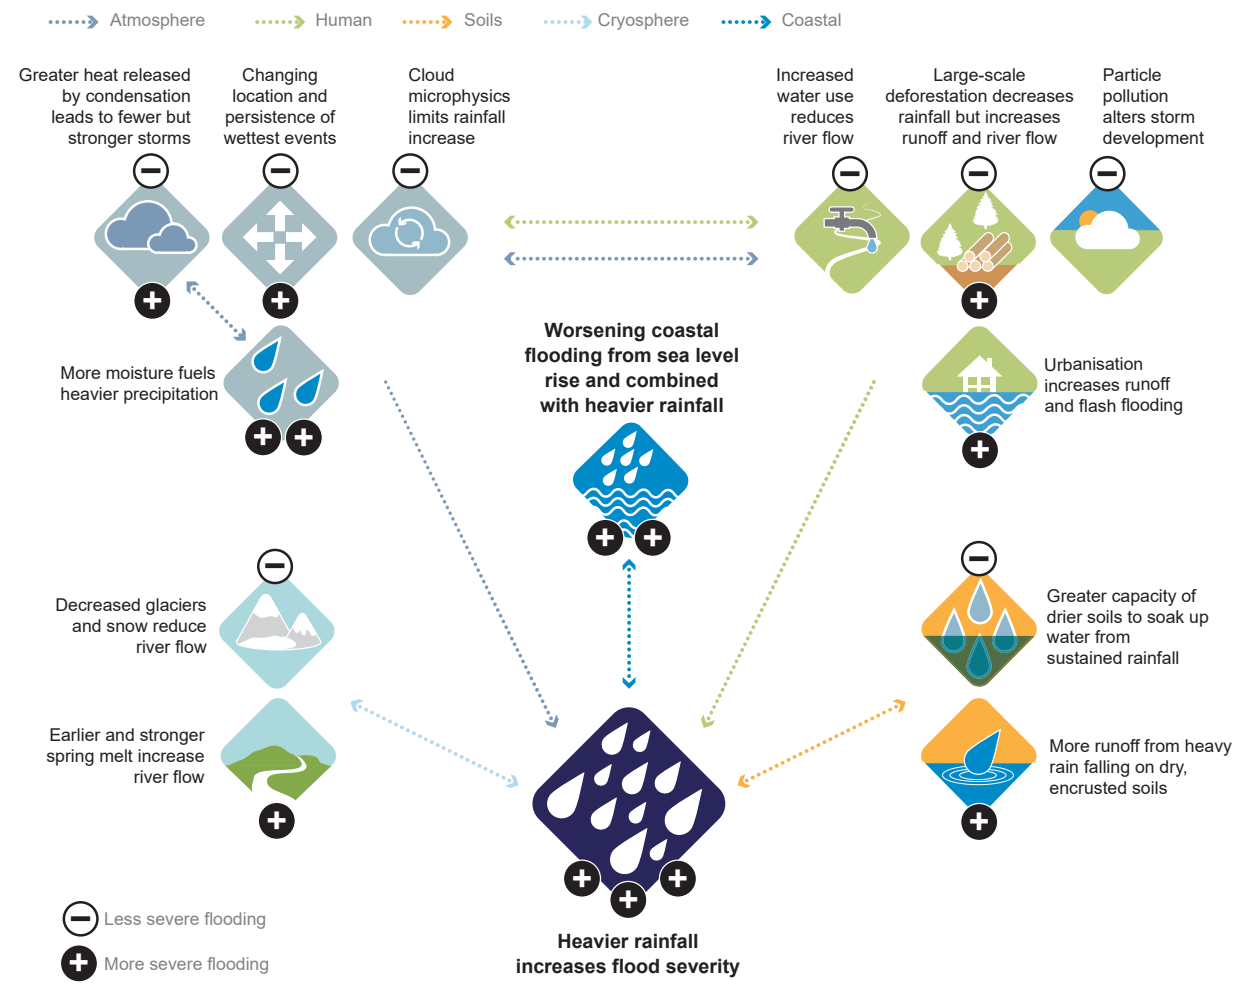 Atmosphere
Human
Soils
Cryosphere
Coastal
Greater heat released
by condensation
leads to fewer but
stronger storms
Changing
location and
persistence of
wettest events
Cloud
microphysics
limits rainfall
increase
Increased
water use
reduces
river flow
Large-scale
deforestation decreases
rainfall but increases
runoff and river flow
Particle
pollution
alters storm
development
More moisture fuels
heavier precipitation
Worsening coastal
flooding from sea level
rise and combined
with heavier rainfall
Urbanisation
increases runoff
and flash flooding
Decreased glaciers
and snow reduce
river flow
Greater capacity of
drier soils to soak up
water from
sustained rainfall
Earlier and stronger
spring melt increase
river flow
More runoff from heavy
rain falling on dry,
encrusted soils
Less severe flooding
More severe flooding
Heavier rainfall
increases flood severity